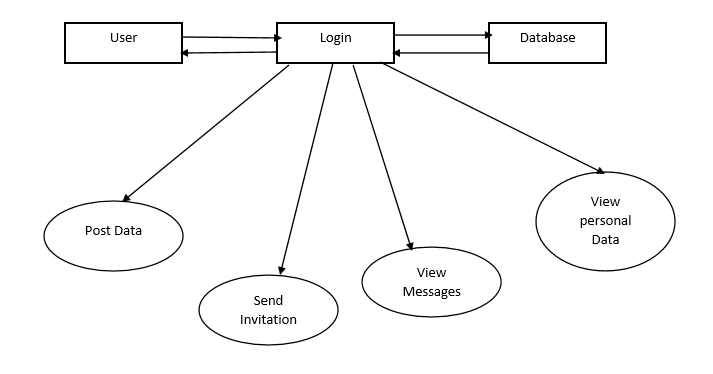 User
Login
Database
Post Data
Send
Invitation
View
Messages
View
personal
Data